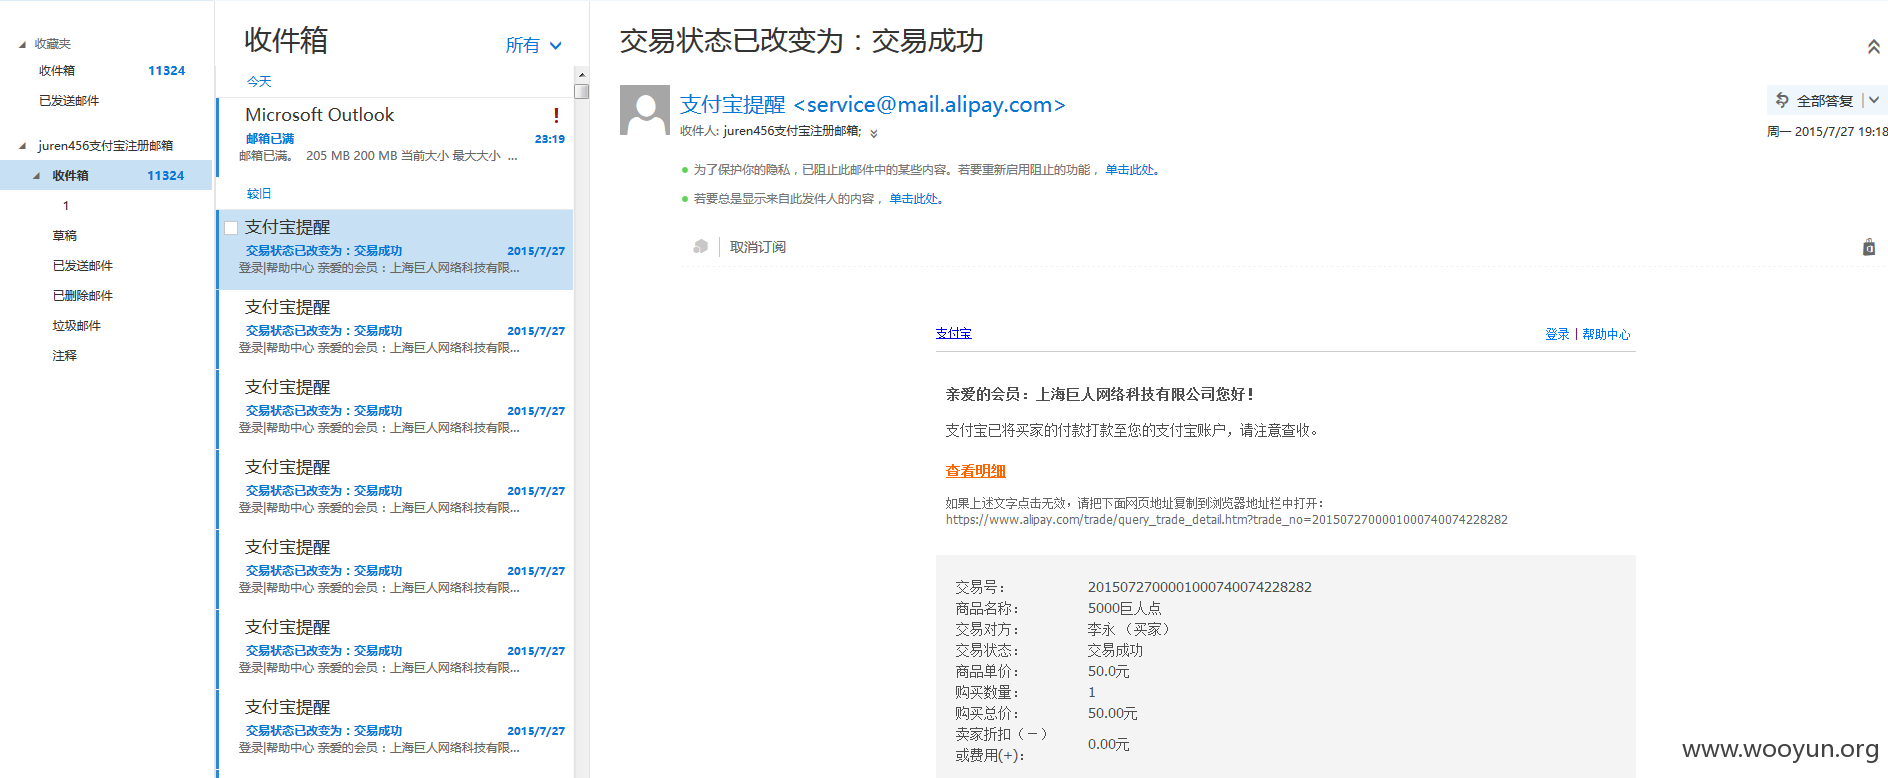 收藏夹
收件箱 11324
已发送邮件
juren456支付宝注册邮箱
收件箱 11324
1
草稿
已发送邮件
已删除邮件
垃圾邮件
注释
收件箱
所有
今天
Microsoft Outlook !
邮箱已满 23:19
邮箱已满。 205 MB 200 MB 当前大小 最大大小 ...
较旧
支付宝提醒
交易状态已改变为：交易成功 2015/7/27
登录|帮助中心 亲爱的会员：上海巨人网络科技有限...
支付宝提醒
交易状态已改变为：交易成功 2015/7/27
登录|帮助中心 亲爱的会员：上海巨人网络科技有限...
支付宝提醒
交易状态已改变为：交易成功 2015/7/27
登录|帮助中心 亲爱的会员：上海巨人网络科技有限...
支付宝提醒
交易状态已改变为：交易成功 2015/7/27
登录|帮助中心 亲爱的会员：上海巨人网络科技有限...
支付宝提醒
交易状态已改变为：交易成功 2015/7/27
登录|帮助中心 亲爱的会员：上海巨人网络科技有限...
支付宝提醒
交易状态已改变为：交易成功 2015/7/27
登录|帮助中心 亲爱的会员：上海巨人网络科技有限...
支付宝提醒
交易状态已改变为：交易成功 2015/7/27
登录|帮助中心 亲爱的会员：上海巨人网络科技有限...
交易状态已改变为：交易成功
支付宝提醒 <service@mail.alipay.com>
全部答复
收件人: juren456支付宝注册邮箱;
周一 2015/7/27 19:18
为了保护你的隐私，已阻止此邮件中的某些内容。若要重新启用阻止的功能，单击此处。
若要总是显示来自此发件人的内容，单击此处。
取消订阅
支付宝
登录 | 帮助中心
亲爱的会员：上海巨人网络科技有限公司您好！
支付宝已将买家的付款打款至您的支付宝账户，请注意查收。
查看明细
如果上述文字点击无效，请把下面网页地址复制到浏览器地址栏中打开：
https://www.alipay.com/trade/query_trade_detail.htm?trade_no=2015072700001000740074228282
交易号： 2015072700001000740074228282
商品名称： 5000巨人点
交易对方： 李永 （买家）
交易状态： 交易成功
商品单价： 50.0元
购买数量： 1
购买总价： 50.00元
卖家折扣（－）
或费用(+)： 0.00元
www.wooyun.org